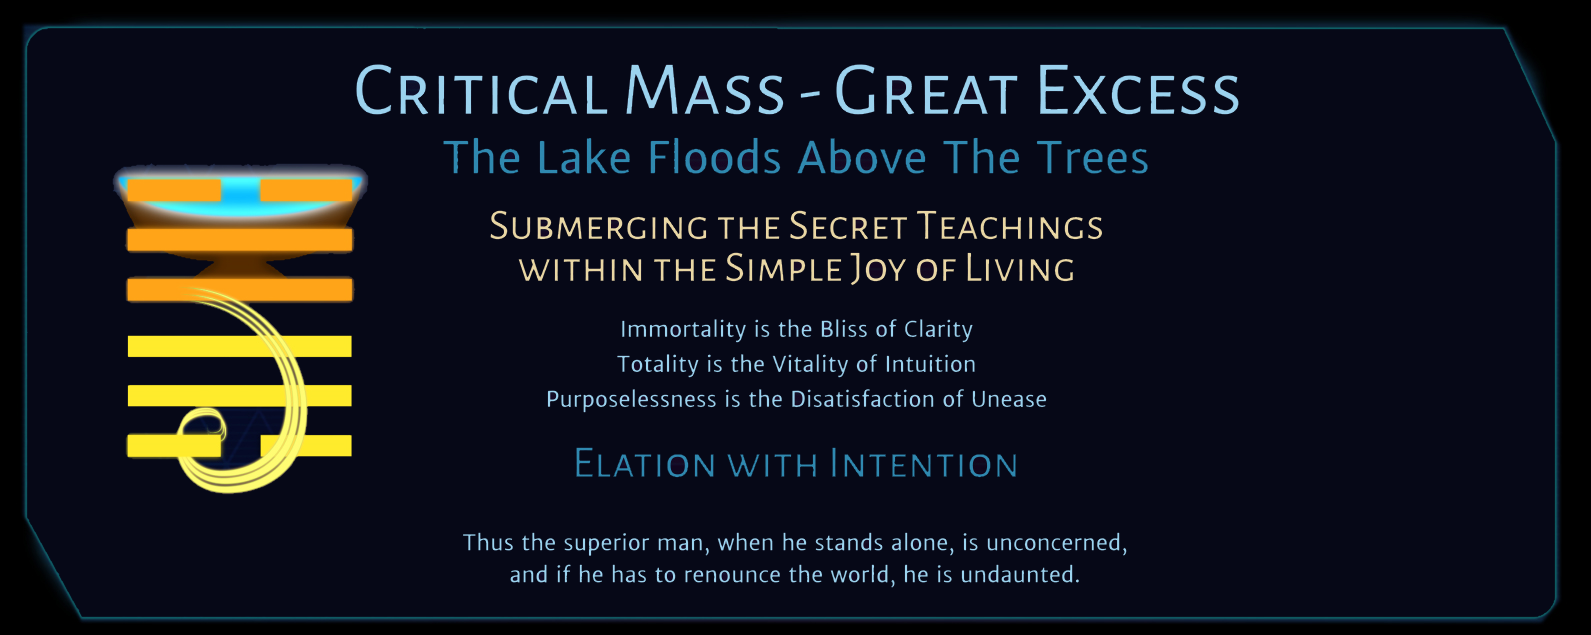 Critical Mass - Great Excess
The Lake Floods Above The Trees
Submerging the Secret Teachings
within the Simple Joy of Living
Immortality is the Bliss of Clarity
Totality is the Vitality of Intuition
Purposelessness is the Disatisfaction of Unease
Elation with Intention
Thus the superior man, when he stands alone, is unconcerned,
and if he has to renounce the world, he is undaunted.